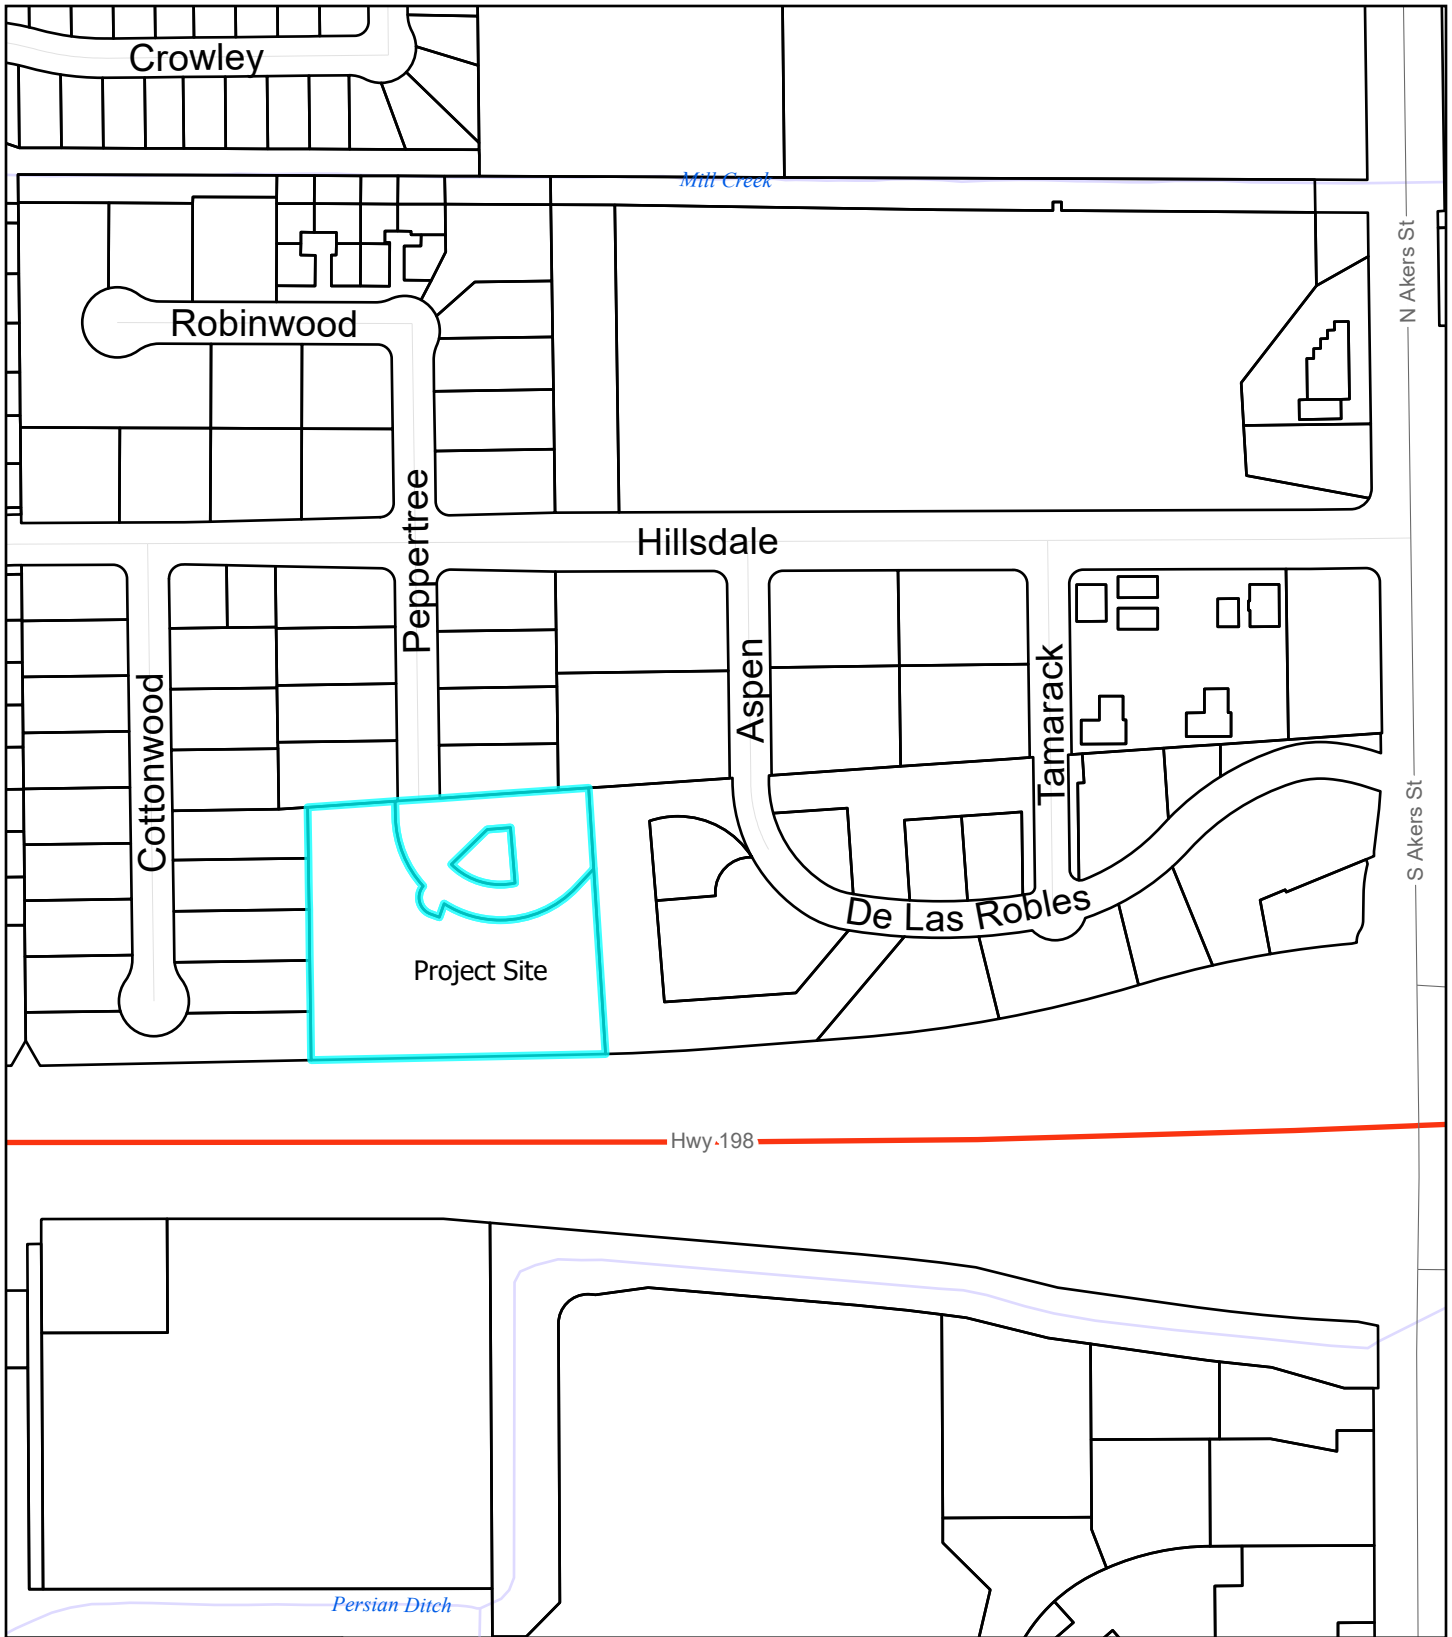 Crowley
Mill Creek
N Akers St
Robinwood
Peppertree
Hillsdale
Cottonwood
Aspen
Tamarack
S Akers St
De Las Robles
Project Site
Hwy 198
Persian Ditch